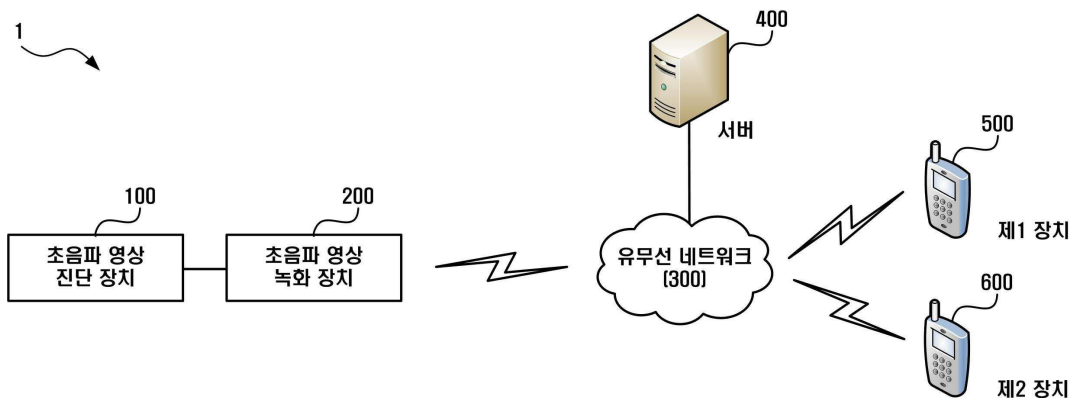 1
400
서버
500
제1 장치
100
초음파 영상
진단 장치
200
초음파 영상
녹화 장치
유무선 네트워크
(300)
600
제2 장치